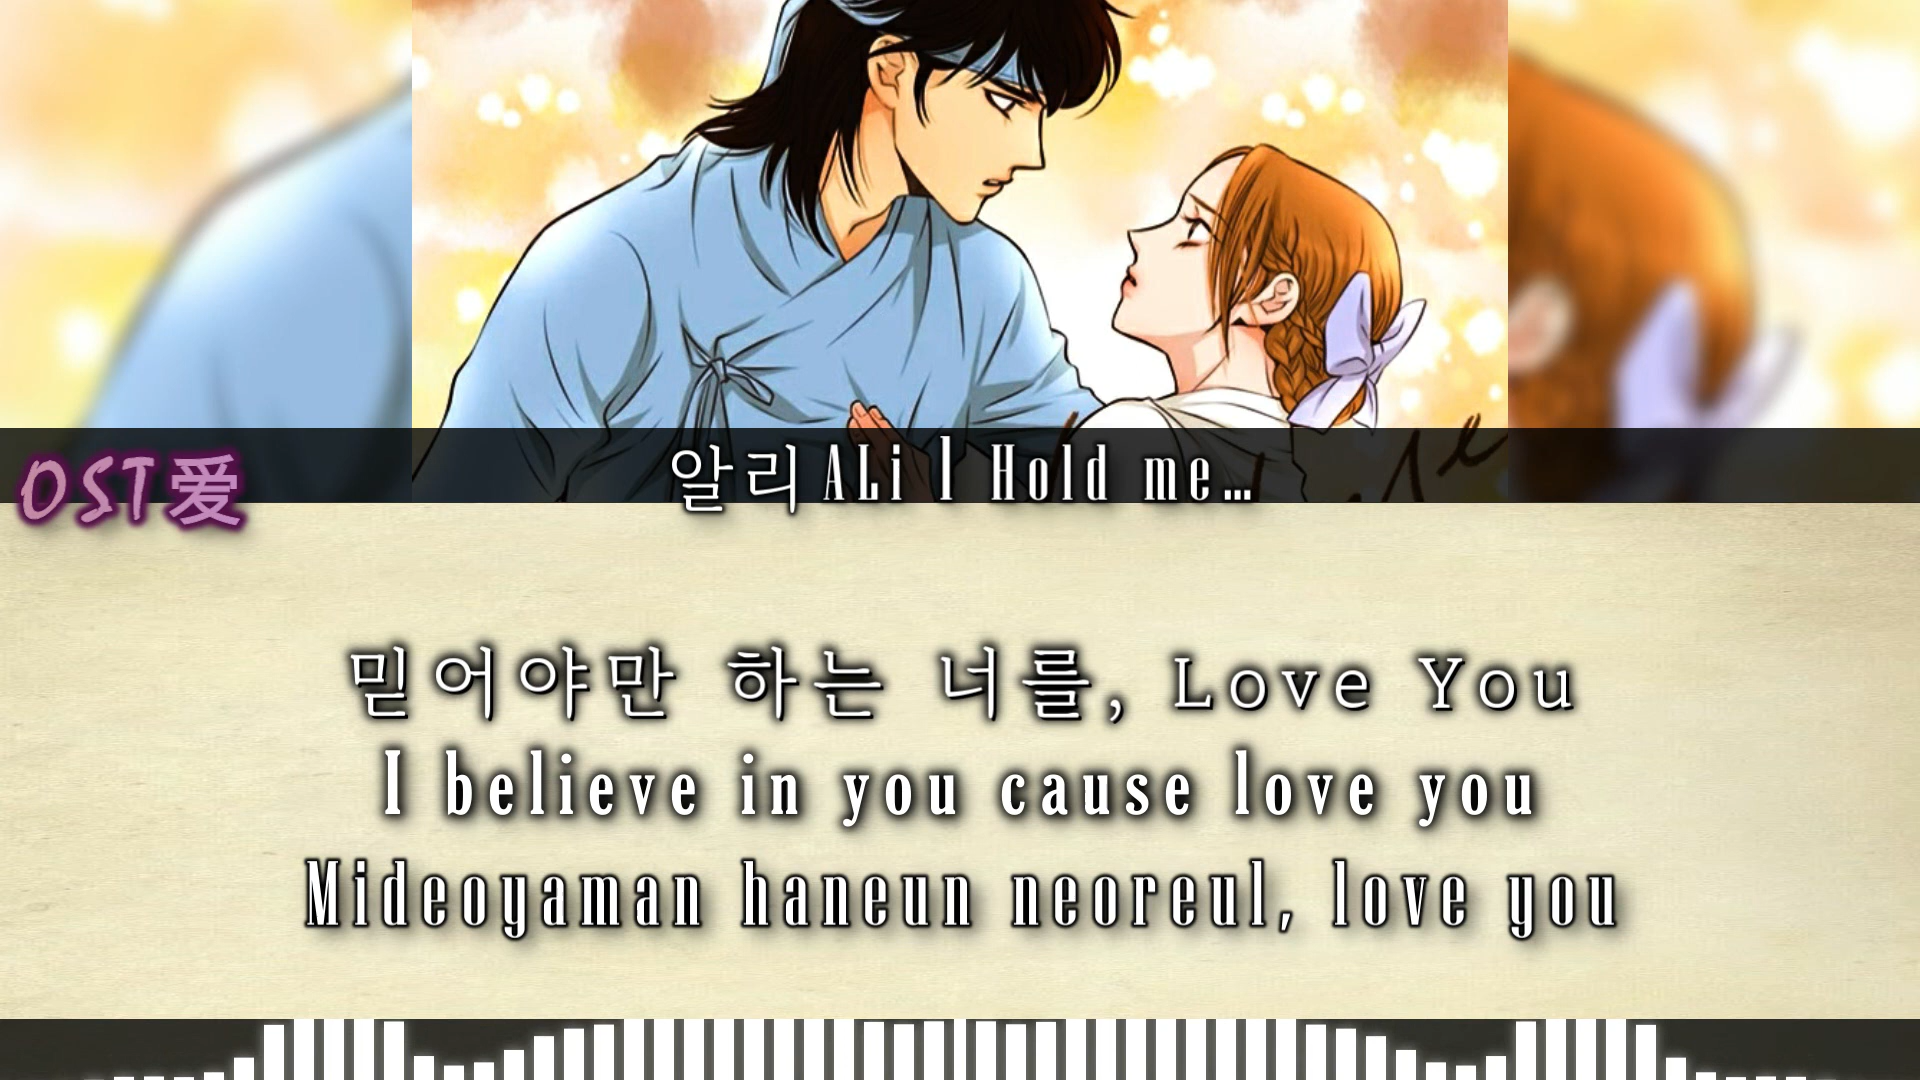 알리 ALi l Hold me...
OST爱
믿어야만 하는 너를, Love You
I believe in you cause love you
Mideoyaman haneun neoreul, love you